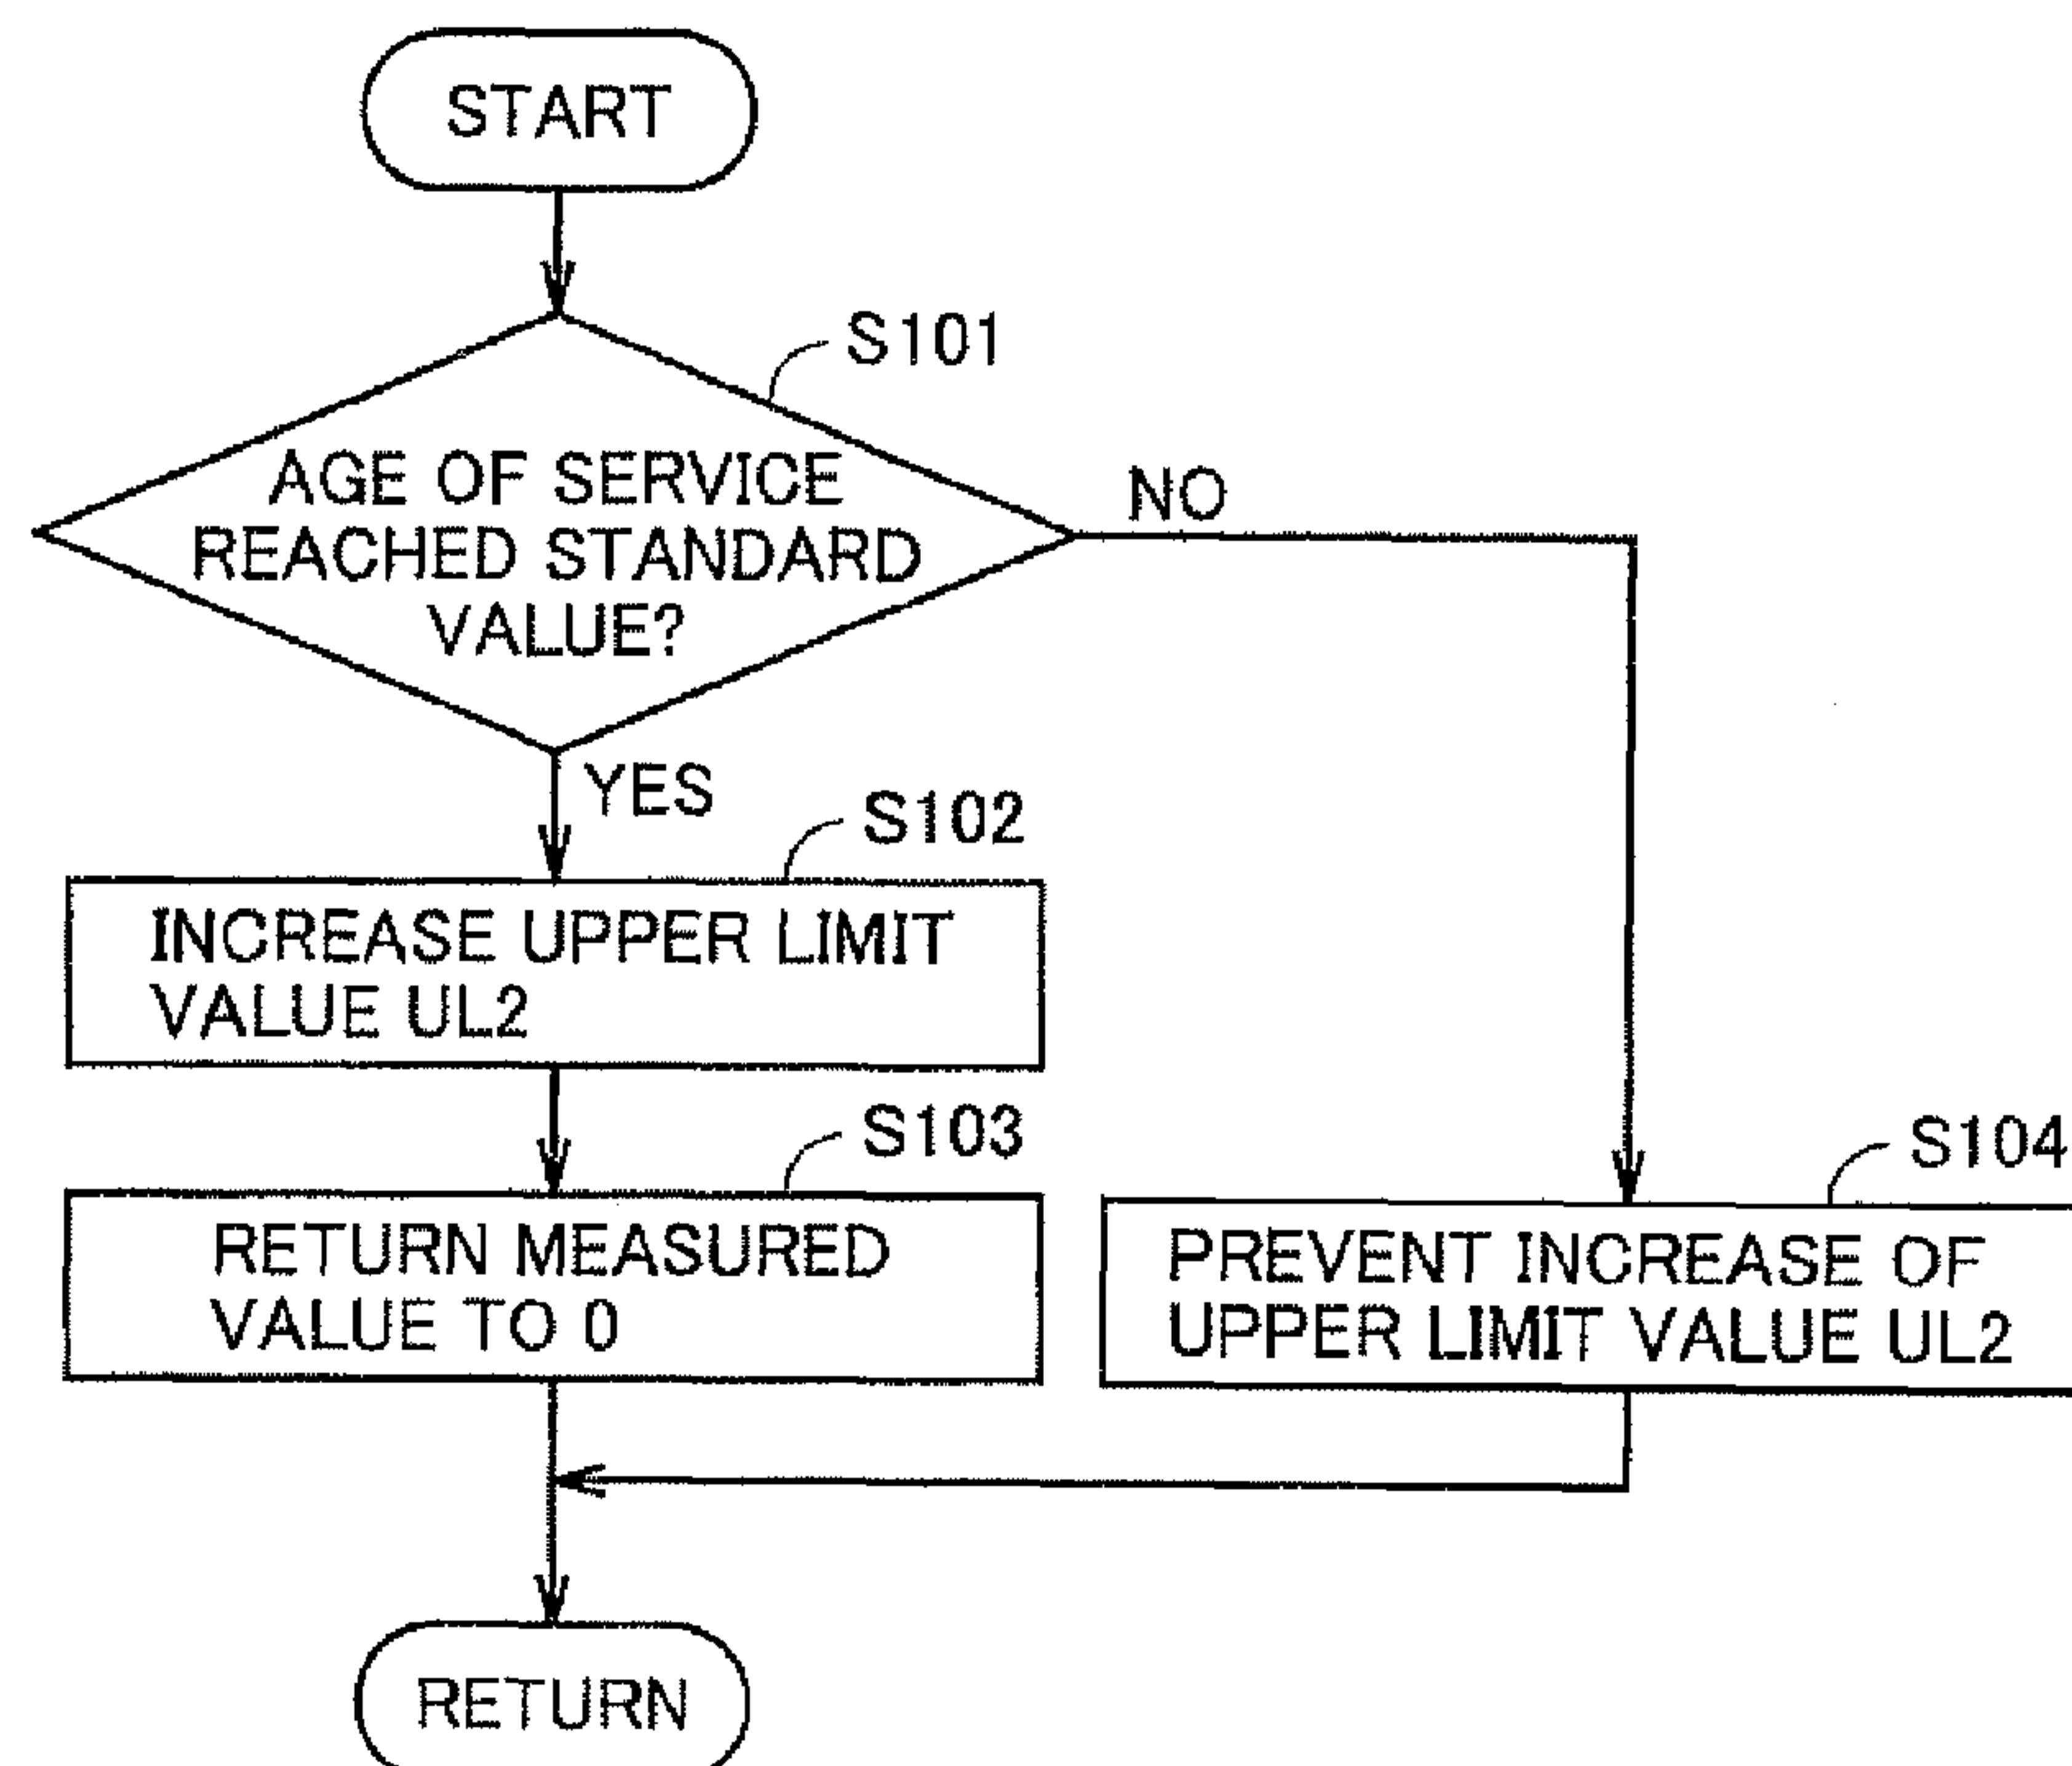 START
S101
AGE OF SERVICE
REACHED STANDARD
VALUE?
NO
YES
S102
INCREASE UPPER LIMIT
VALUE UL2
S103
RETURN MEASURED
VALUE TO 0
S104
PREVENT INCREASE OF
UPPER LIMIT VALUE UL2
RETURN